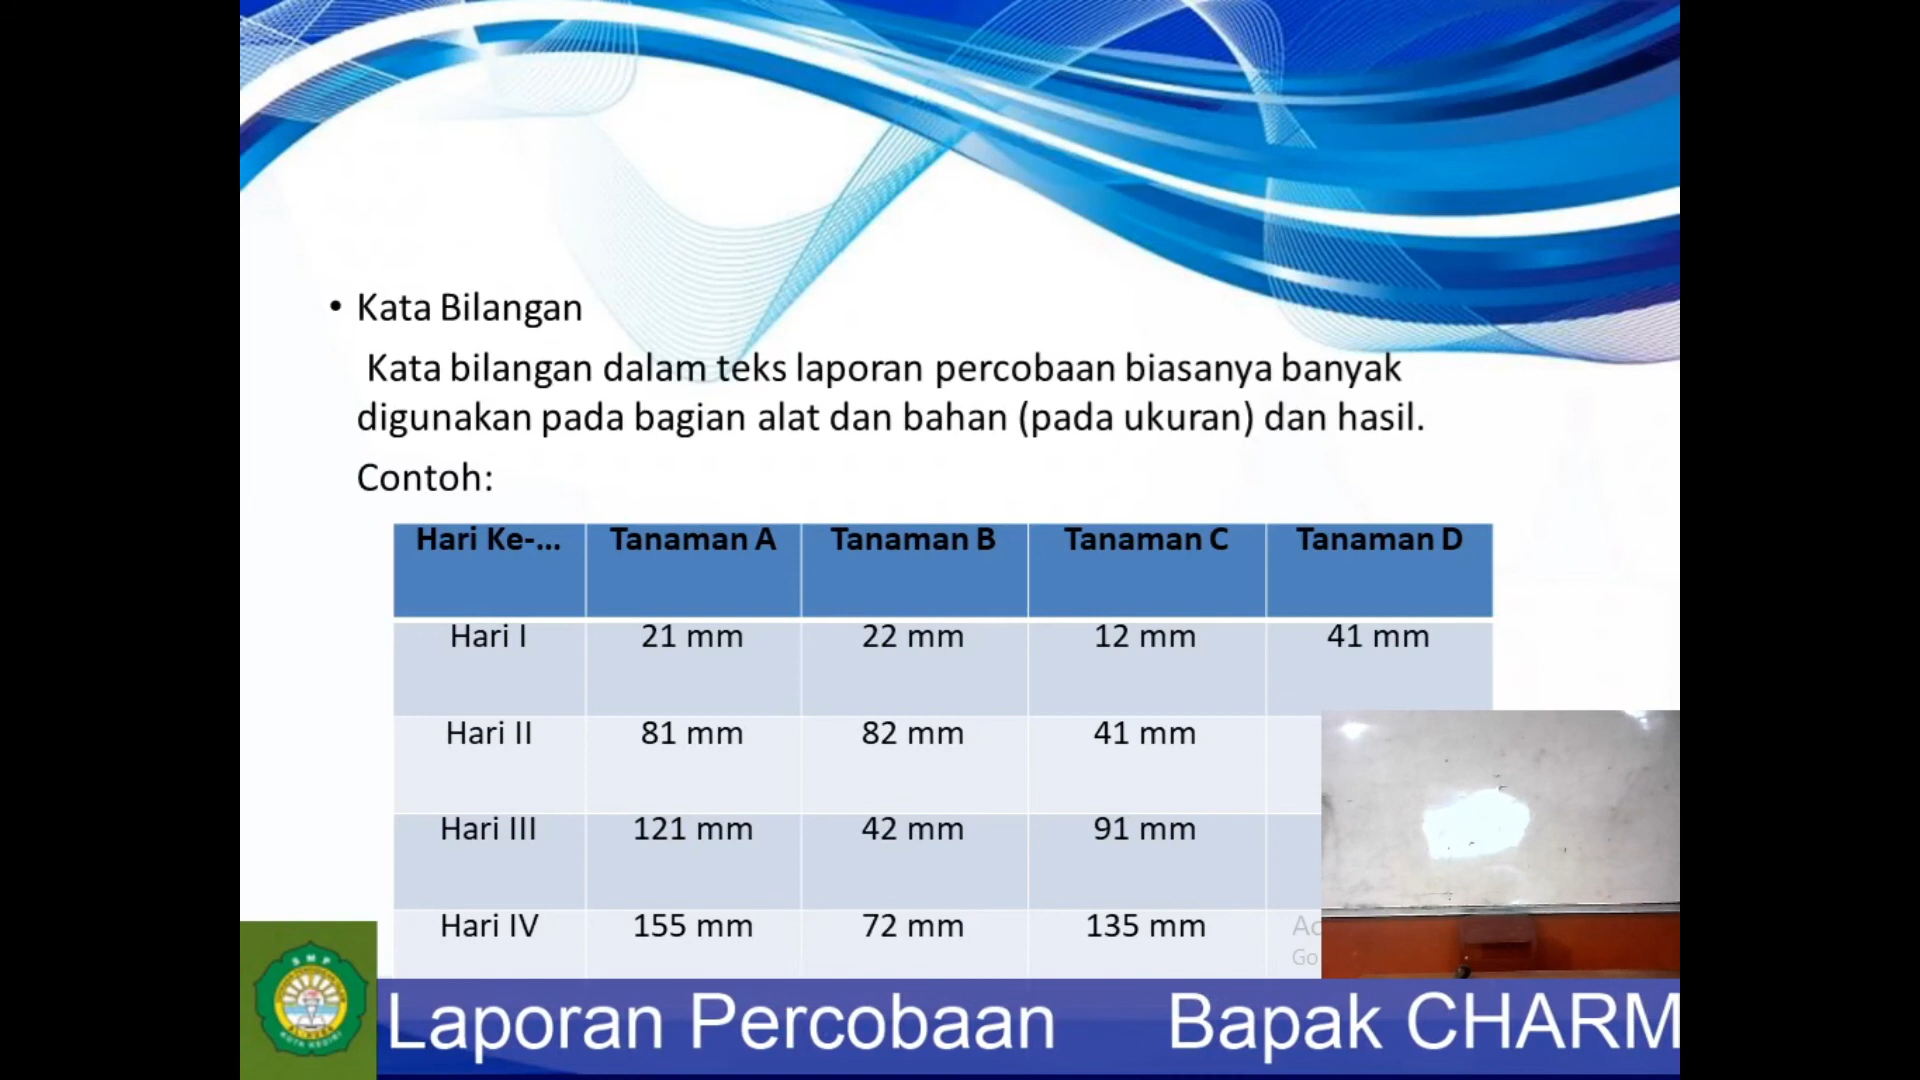 • Kata Bilangan
Kata bilangan dalam teks laporan percobaan biasanya banyak
digunakan pada bagian alat dan bahan (pada ukuran) dan hasil.
Contoh:
Hari Ke-... Tanaman A Tanaman B Tanaman C Tanaman D
Hari I 21 mm 22 mm 12 mm 41 mm
Hari II 81 mm 82 mm 41 mm
Hari III 121 mm 42 mm 91 mm
Hari IV 155 mm 72 mm 135 mm
Go
SMP
Laporan Percobaan Bapak CHARM